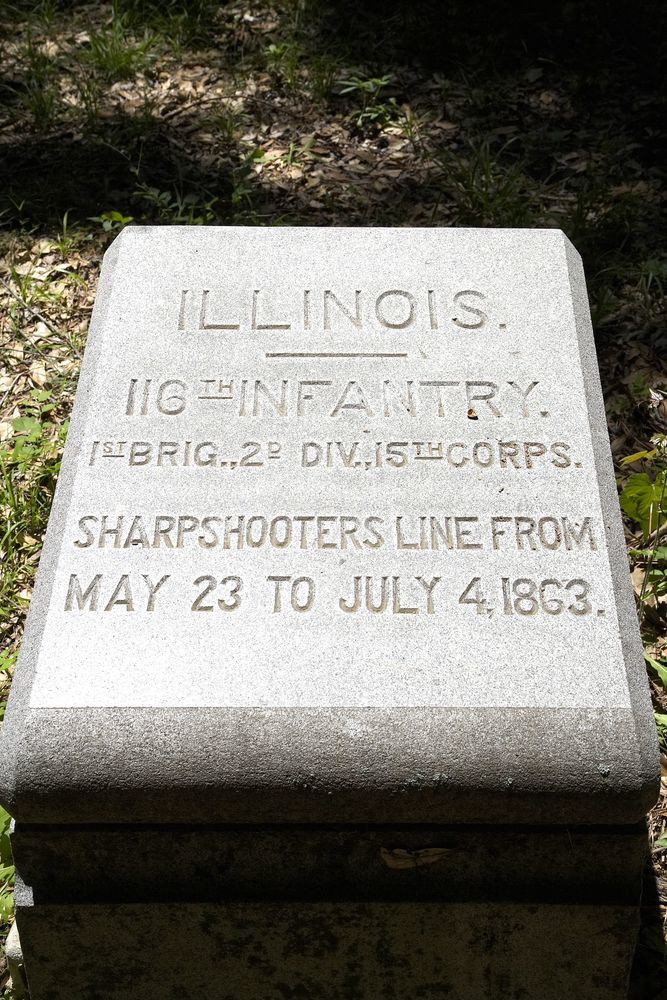 ILLINOIS.
116TH INFANTRY.
1ST BRIG., 2D DIV., 15TH CORPS.
SHARPSHOOTERS LINE FROM
MAY 23 TO JULY 4, 1863.